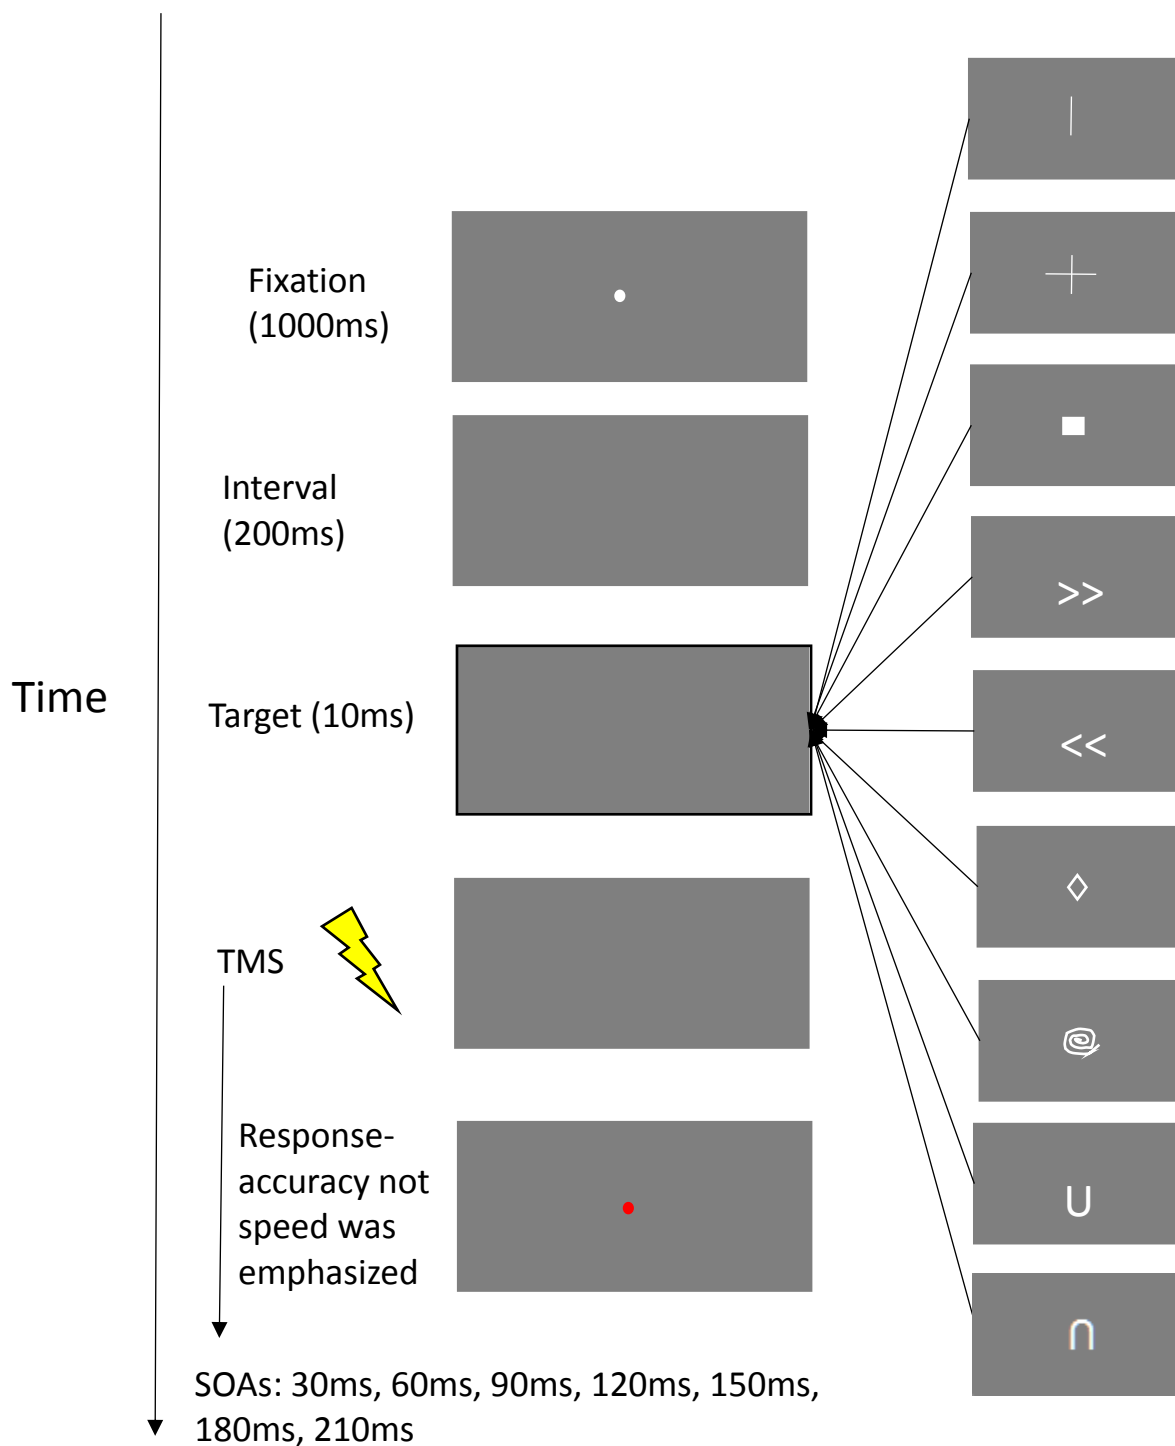 Fixation
(1000ms)
Interval
(200ms)
>>
Time
Target (10ms)
<<
TMS
Response-
accuracy not
speed was
emphasized
∪
∩
SOAs: 30ms, 60ms, 90ms, 120ms, 150ms,
180ms, 210ms